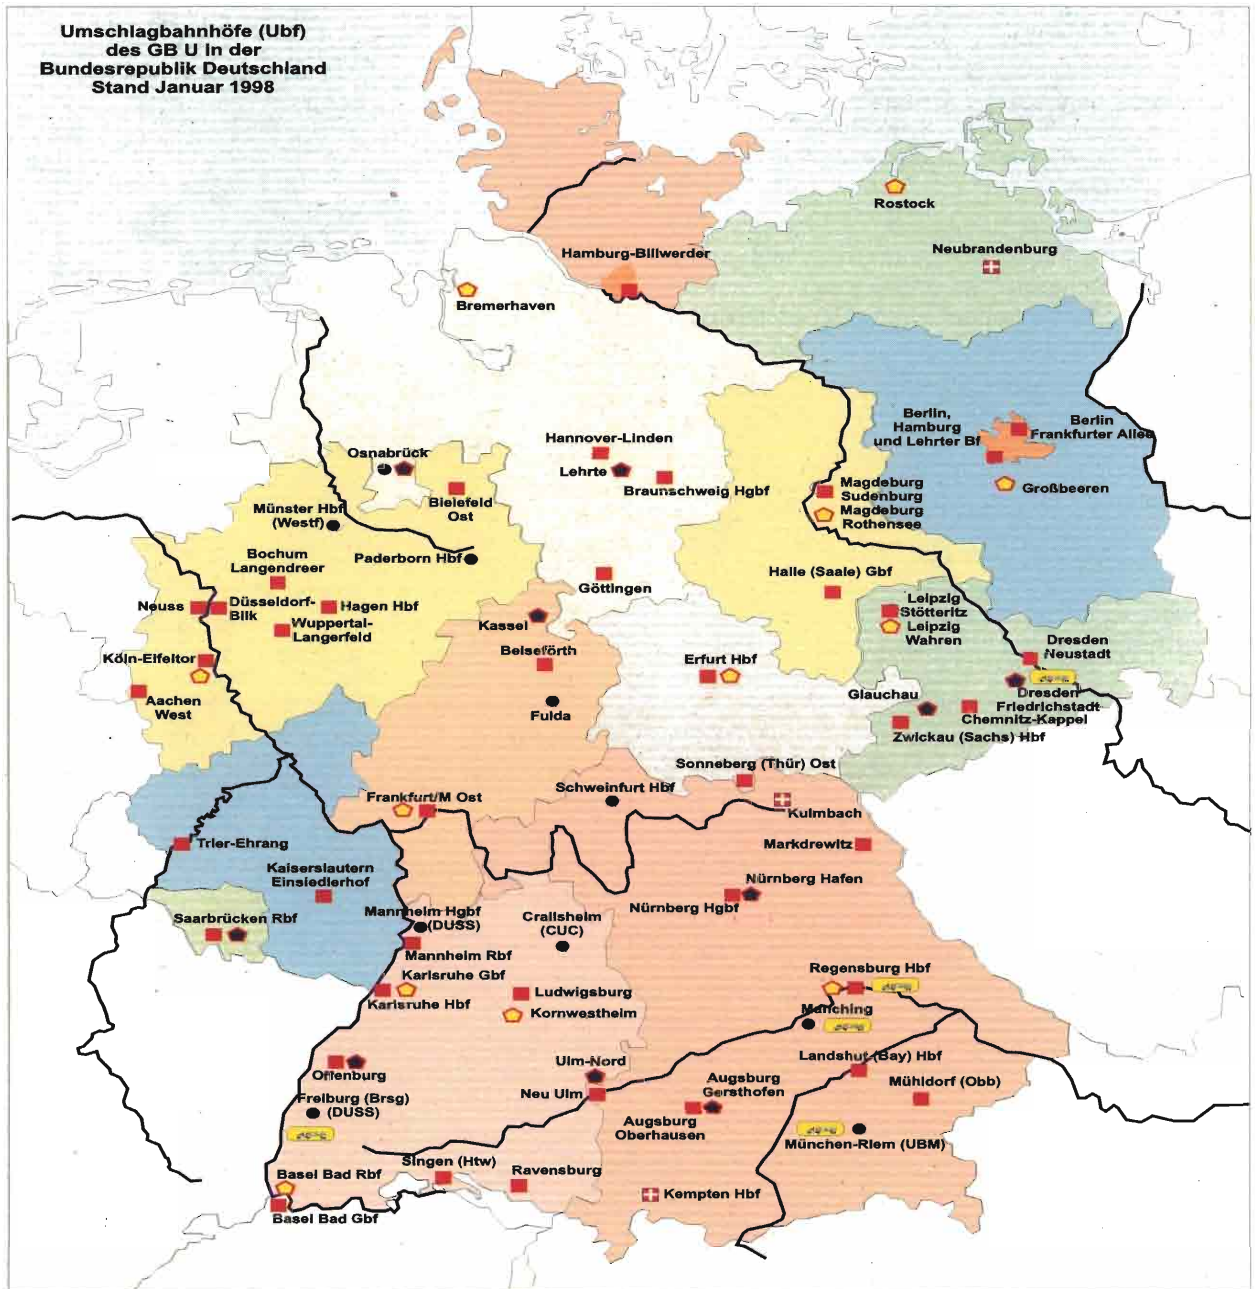 Umschlagbahnhöfe (Ubf)
des GB U in der
Bundesrepublik Deutschland
Stand Januar 1998
Rostock
Neubrandenburg
Hamburg-Billwerder
Bremerhaven
Berlin,
Hamburg
und Lehrter Bf
Berlin
Frankfurter Allee
Großbeeren
Hannover-Linden
Lehrte
Braunschweig Hgbf
Osnabrück
Bielefeld
Ost
Magdeburg
Sudenburg
Magdeburg
Rothensee
Münster Hbf
(Westf)
Paderborn Hbf
Bochum
Langendreer
Göttingen
Halle (Saale) Gbf
Neuss
Düsseldorf-
Bilk
Hagen Hbf
Wuppertal-
Langerfeld
Leipzig
Stötteritz
Leipzig
Wahren
Kassel
Köln-Eifeltor
Beiseförth
Erfurt Hbf
Dresden
Neustadt
Aachen
West
Fulda
Glauchau
Dresden
Friedrichstadt
Chemnitz-Kappel
Zwickau (Sachs) Hbf
Sonneberg (Thür) Ost
Schweinfurt Hbf
Frankfurt/M Ost
Kulmbach
Trier-Ehrang
Markdrewitz
Kaiserslautern
Einsiedlerhof
Nürnberg Hafen
Nürnberg Hgbf
Saarbrücken Rbf
Mannheim Hgbf
(DUSS)
Crailsheim
(CUC)
Mannheim Rbf
Karlsruhe Gbf
Karlsruhe Hbf
Regensburg Hbf
Ludwigsburg
Kornwestheim
Manching
Offenburg
Ulm-Nord
Landshut (Bay) Hbf
Neu Ulm
Augsburg
Gersthofen
Mühldorf (Obb)
Freiburg (Brsg)
(DUSS)
Augsburg
Oberhausen
München-Riem (UBM)
Basel Bad Rbf
Singen (Htw)
Ravensburg
Kempten Hbf
Basel Bad Gbf